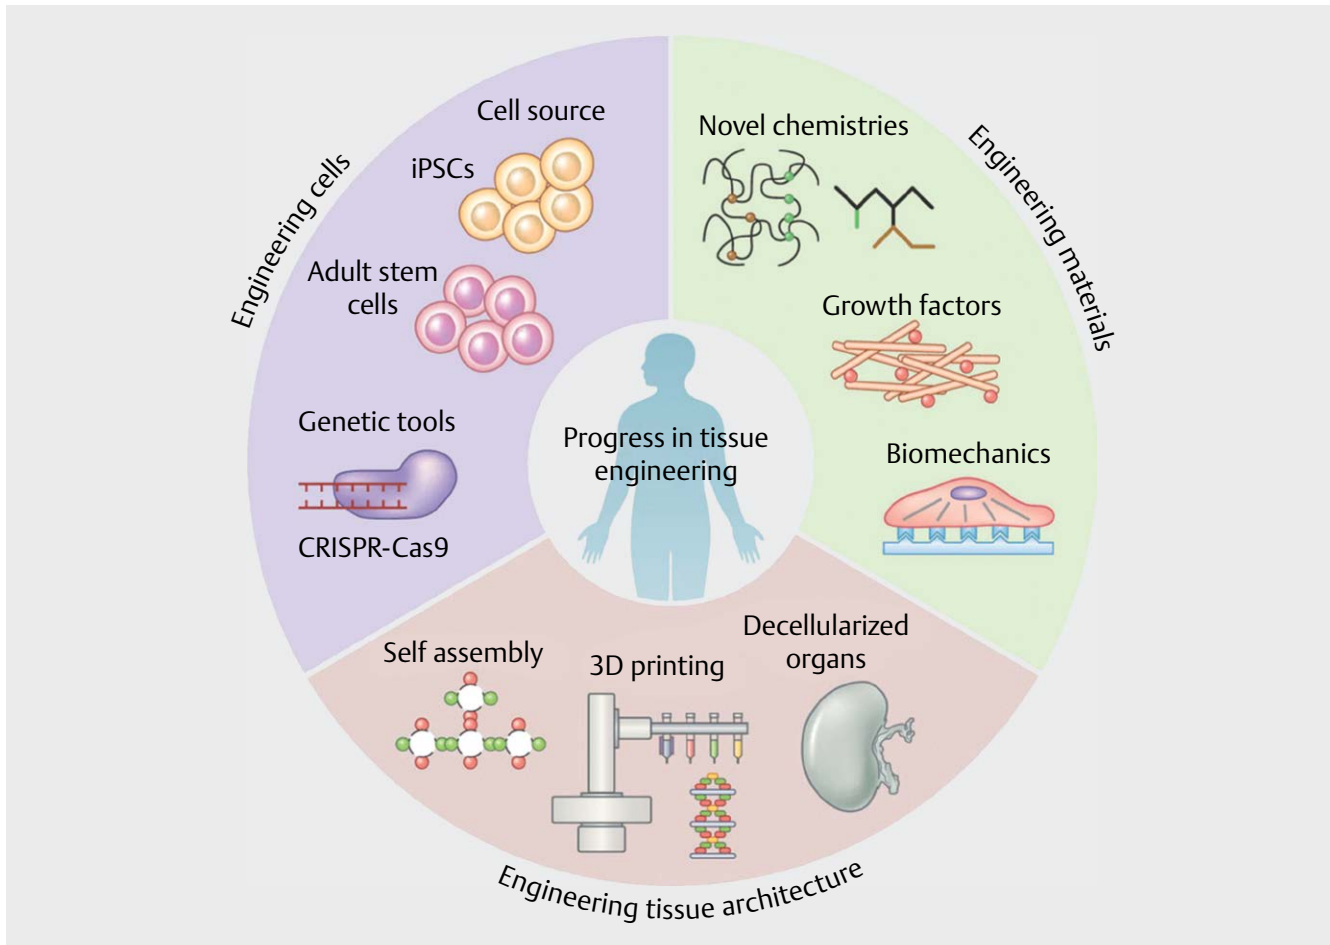 Engineering cells
Cell source
iPSCs
Adult stem
cells
Genetic tools
CRISPR-Cas9
Engineering materials
Novel chemistries
Growth factors
Biomechanics
Progress in tissue
engineering
Self assembly
3D printing
Decellularized
organs
Engineering tissue architecture